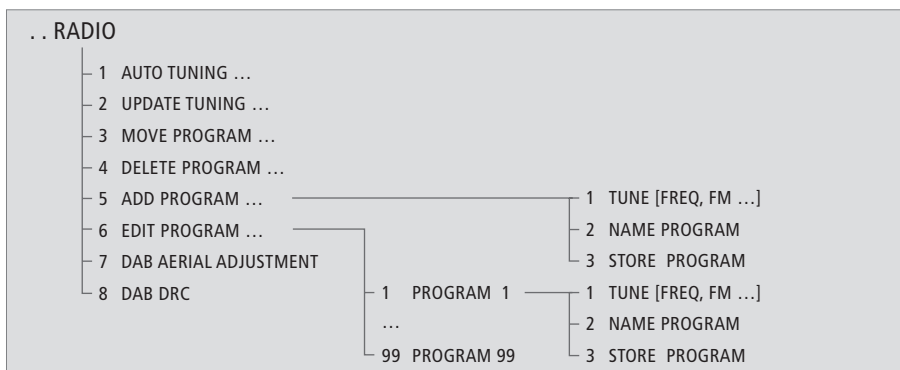 . . RADIO
1 AUTO TUNING …
2 UPDATE TUNING …
3 MOVE PROGRAM …
4 DELETE PROGRAM …
5 ADD PROGRAM …
1 TUNE [FREQ, FM …]
2 NAME PROGRAM
3 STORE PROGRAM
6 EDIT PROGRAM …
1 PROGRAM 1
1 TUNE [FREQ, FM …]
2 NAME PROGRAM
3 STORE PROGRAM
…
99 PROGRAM 99
7 DAB AERIAL ADJUSTMENT
8 DAB DRC